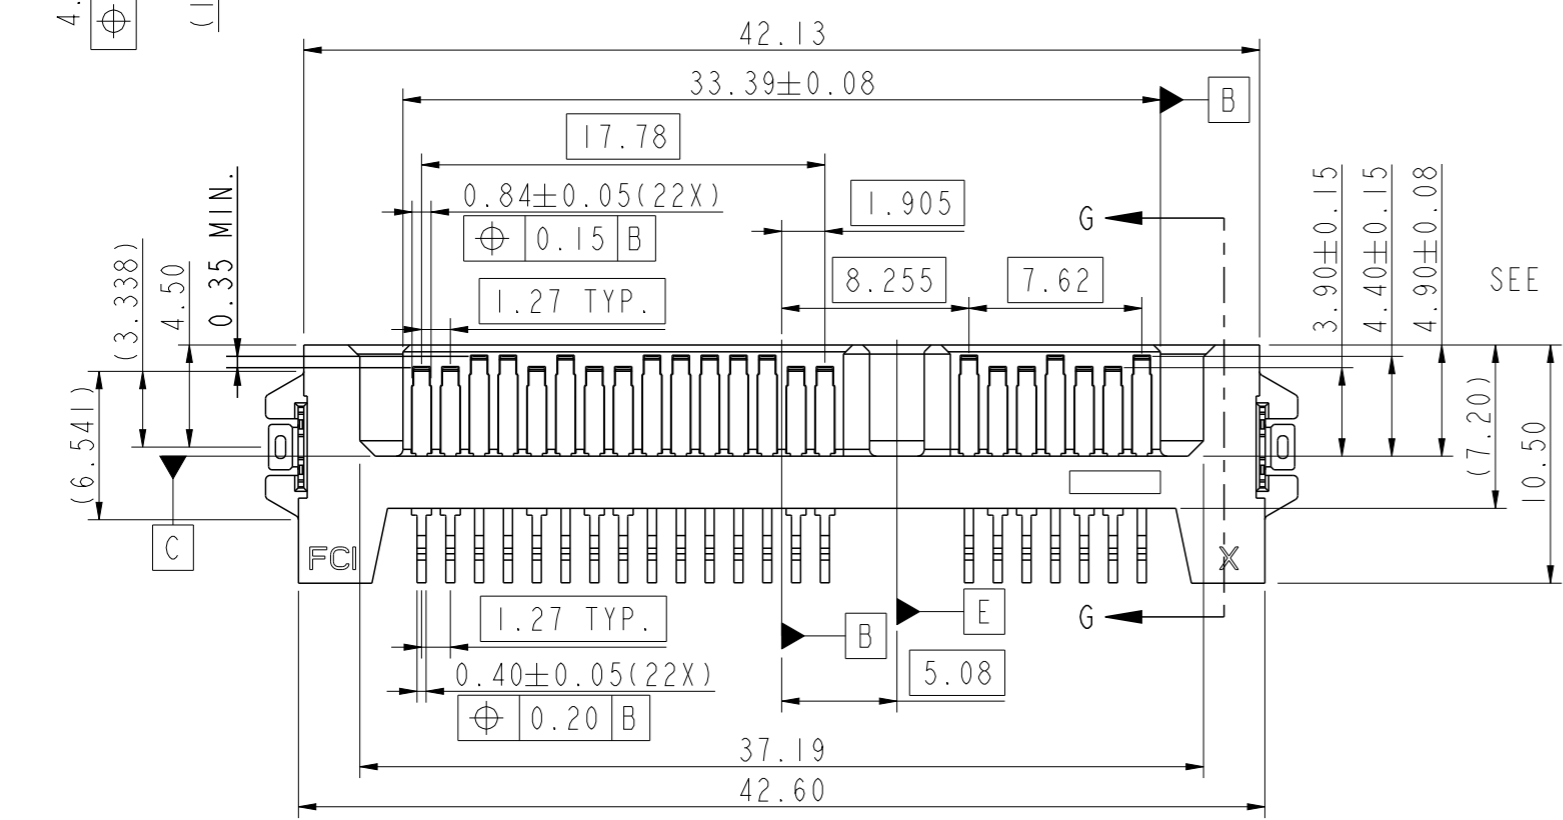 4.
(1
42.13
33.39±0.08
B
17.78
0.84±0.05(22X)
1.905
0.15 B
G
8.255
7.62
1.27 TYP.
SEE
(3.338)
4.50
0.35 MIN.
3.90±0.15
4.40±0.15
4.90±0.08
(6.541)
(7.20)
10.50
C
FCI
X
1.27 TYP.
E
G
B
0.40±0.05(22X)
5.08
0.20 B
37.19
42.60